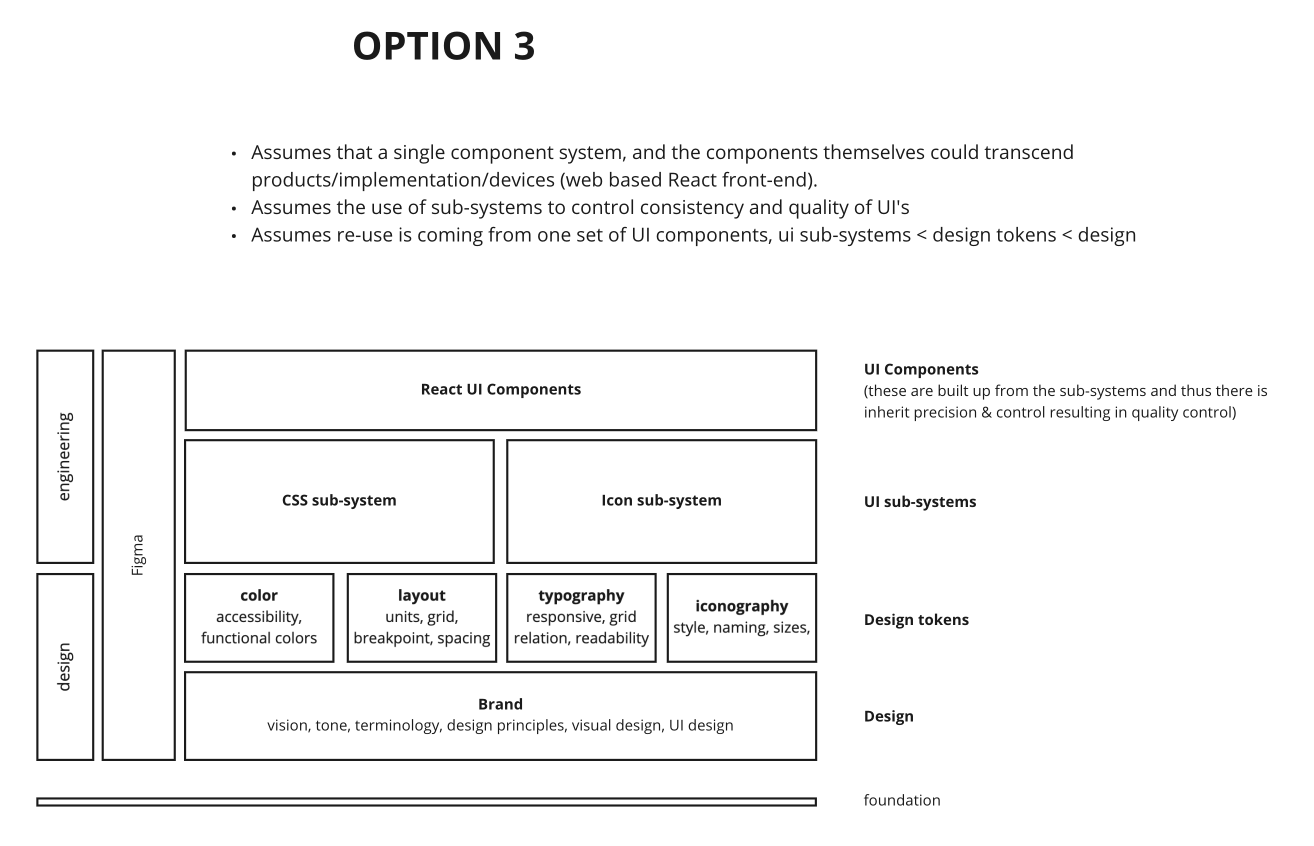 OPTION 3
• Assumes that a single component system, and the components themselves could transcend
products/implementation/devices (web based React front-end).
• Assumes the use of sub-systems to control consistency and quality of UI's
• Assumes re-use is coming from one set of UI components, ui sub-systems < design tokens < design
engineering
design
Figma
React UI Components
UI Components
(these are built up from the sub-systems and thus there is
inherit precision & control resulting in quality control)
CSS sub-system
Icon sub-system
UI sub-systems
color
accessibility,
functional colors
layout
units, grid,
breakpoint, spacing
typography
responsive, grid
relation, readability
iconography
style, naming, sizes,
Design tokens
Brand
vision, tone, terminology, design principles, visual design, UI design
Design
foundation